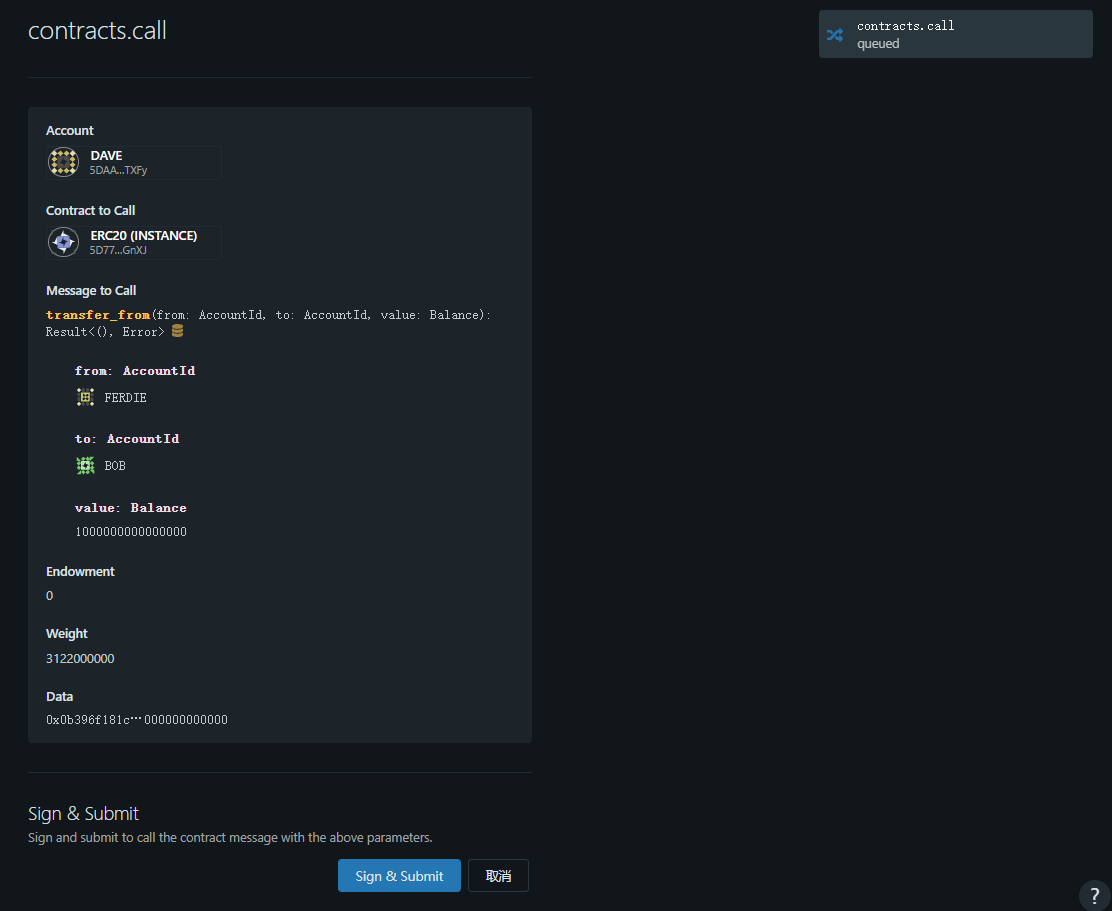 contracts.call
contracts.call
queued
Account
DAVE
5DAA...TXFy
Contract to Call
ERC20 (INSTANCE)
5D77...GnXJ
Message to Call
transfer_from(from: AccountId, to: AccountId, value: Balance):
Result<(), Error>
from: AccountId
FERDIE
to: AccountId
BOB
value: Balance
1000000000000000
Endowment
0
Weight
3122000000
Data
0x0b396f181c…000000000000
Sign & Submit
Sign and submit to call the contract message with the above parameters.
Sign & Submit
取消
?